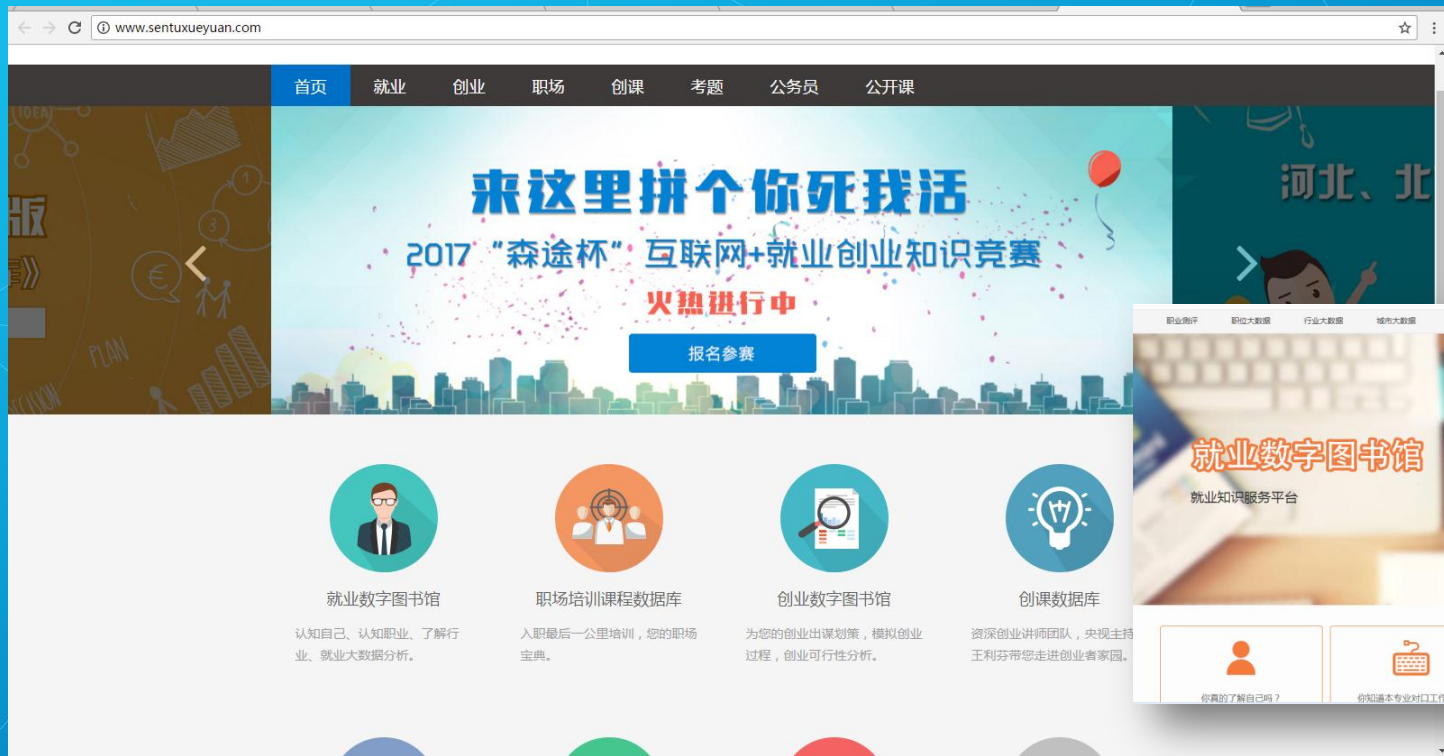 www.sentuxueyuan.com
首页 就业 创业 职场 创课 考题 公务员 公开课
(IDEA)
版
》
PLAN
来这里拼个你死我活
2017 “森途杯” 互联网+就业创业知识竞赛
火热进行中
报名参赛
河北、北
职业测评 职位大数据 行业大数据 城市大数据
就业数字图书馆
就业知识服务平台
你真的了解自己吗？
你知道本专业对口工作
就业数字图书馆
认知自己、认知职业、了解行
业、就业大数据分析。
职场培训课程数据库
入职最后一公里培训，您的职场
宝典。
创业数字图书馆
为您的创业出谋划策，模拟创业
过程，创业可行性分析。
创课数据库
资深创业讲师团队，央视主持
王利芬带您走进创业者家园。